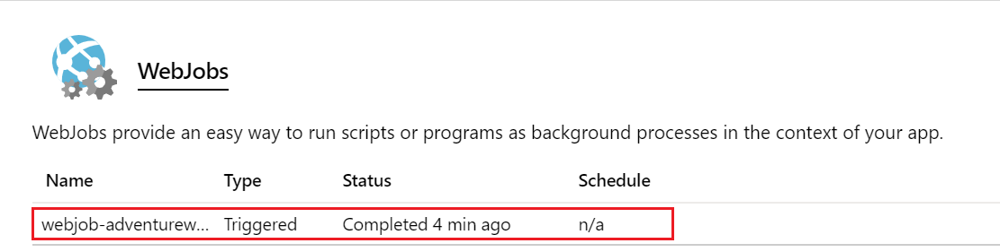 WebJobs
WebJobs provide an easy way to run scripts or programs as background processes in the context of your app.
Name Type Status Schedule
webjob-adventurew... Triggered Completed 4 min ago n/a